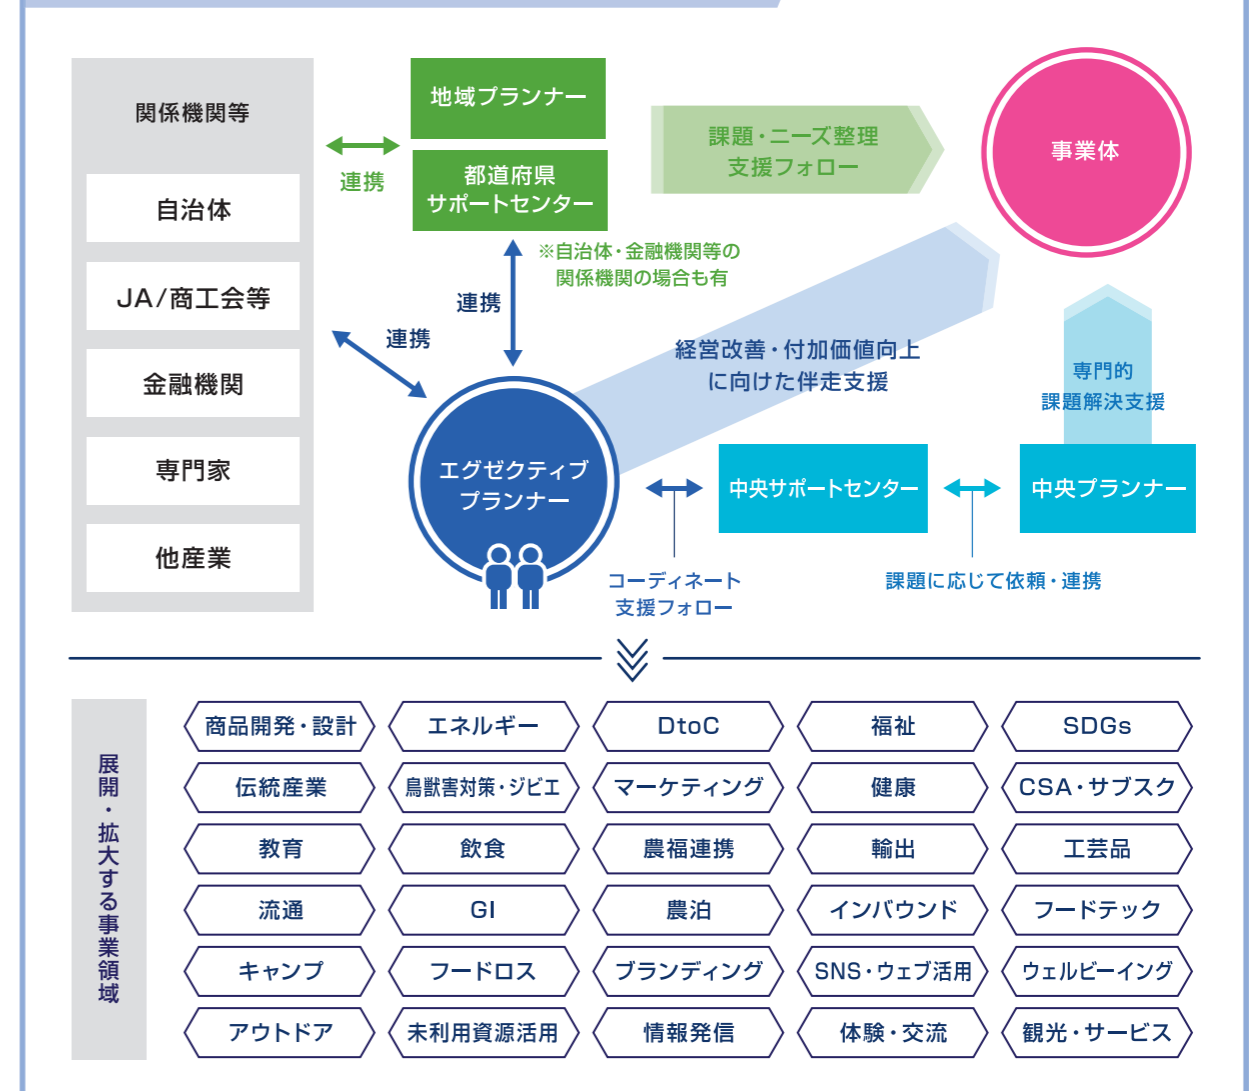 関係機関等
自治体
JA/商工会等
金融機関
専門家
他産業
連携
地域プランナー
都道府県
サポートセンター
※自治体・金融機関等の
関係機関の場合も有
課題・ニーズ整理
支援フォロー
事業体
連携
連携
経営改善・付加価値向上
に向けた伴走支援
専門的
課題解決支援
エグゼクティブ
プランナー
中央サポートセンター
中央プランナー
コーディネート
支援フォロー
課題に応じて依頼・連携
展開・拡大する事業領域
商品開発・設計
エネルギー
DtoC
福祉
SDGs
伝統産業
鳥獣害対策・ジビエ
マーケティング
健康
CSA・サブスク
教育
飲食
農福連携
輸出
工芸品
流通
GI
農泊
インバウンド
フードテック
キャンプ
フードロス
ブランディング
SNS・ウェブ活用
ウェルビーイング
アウトドア
未利用資源活用
情報発信
体験・交流
観光・サービス